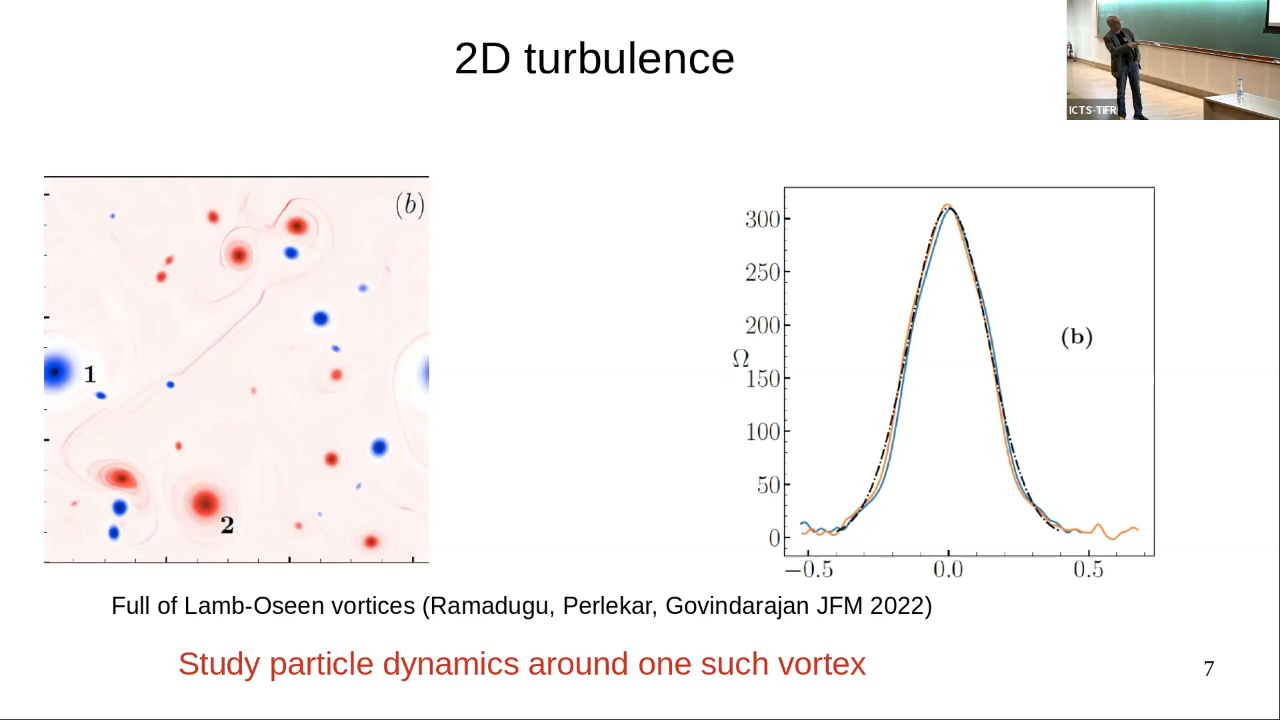 2D turbulence
ICTS-TIFR
(b)
1
2
300
250
200
150
100
50
0
Ω
(b)
−0.5 0.0 0.5
Full of Lamb-Oseen vortices (Ramadugu, Perlekar, Govindarajan JFM 2022)
Study particle dynamics around one such vortex
7